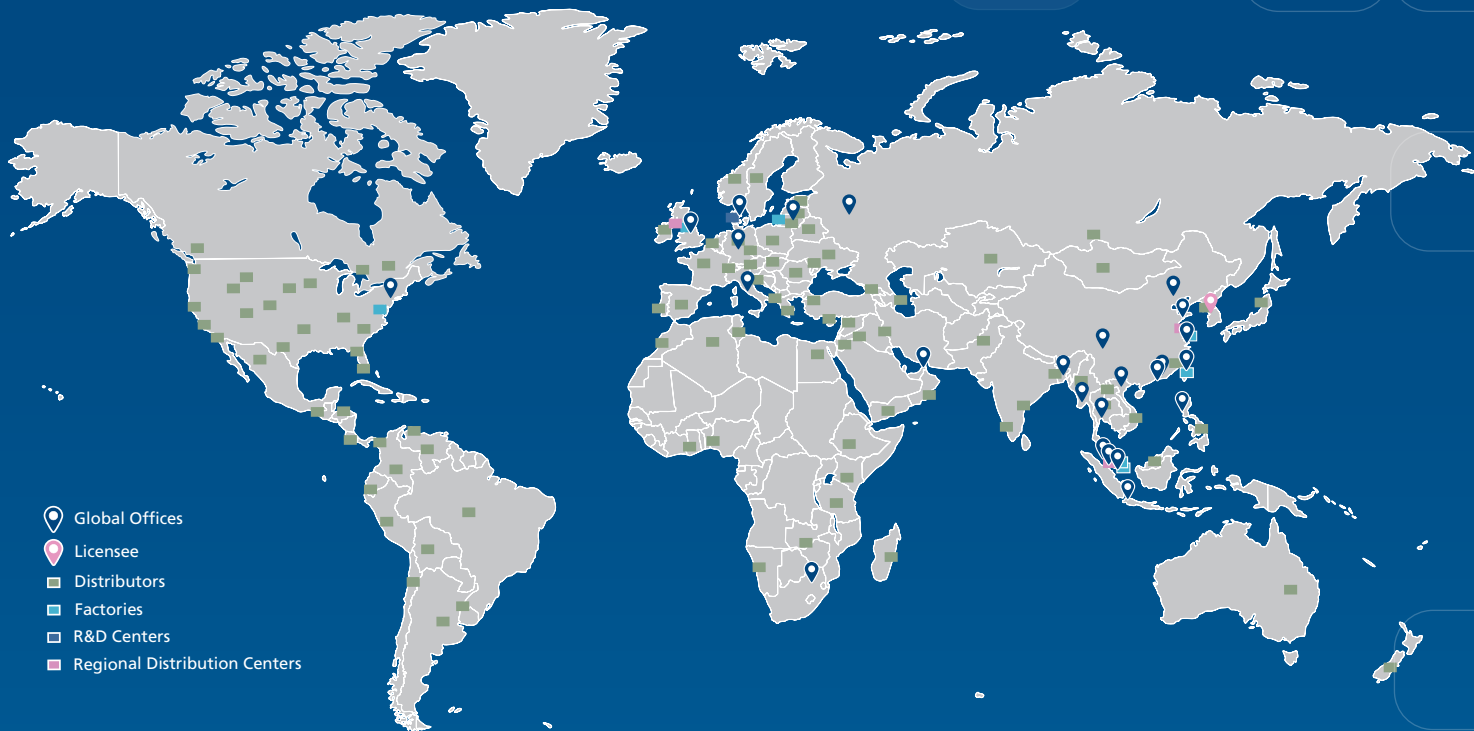 Global Offices
Licensee
Distributors
Factories
R&D Centers
Regional Distribution Centers